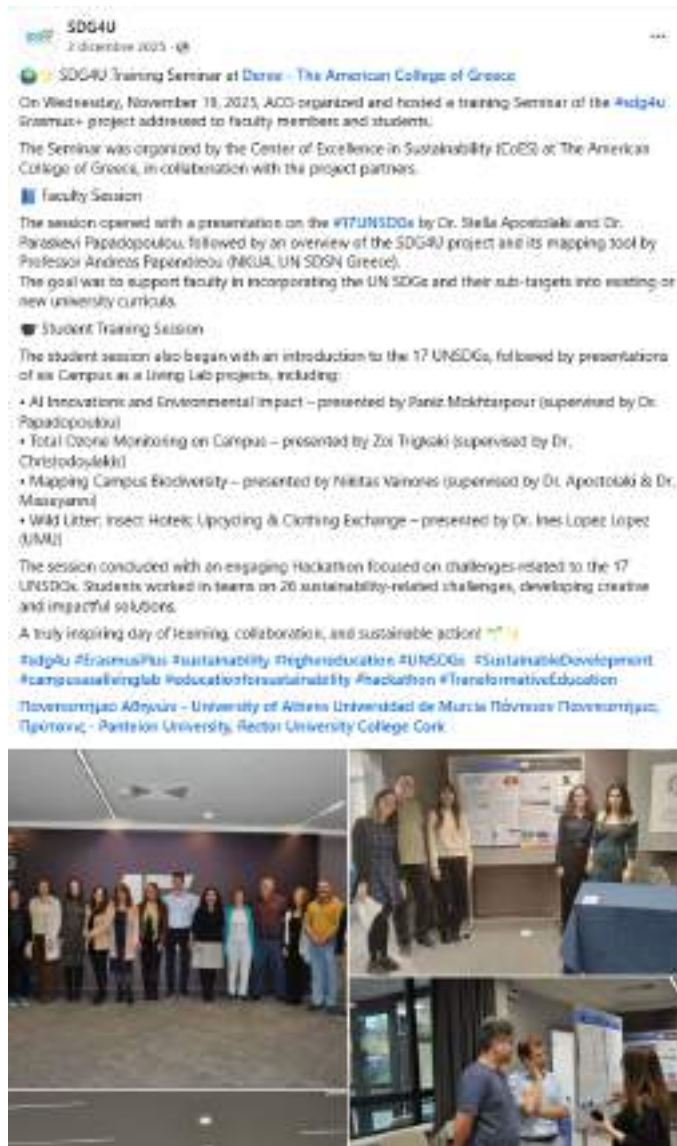 SDG4U
2 dicembre 2025
SDG4U Training Seminar at Deree - The American College of Greece
On Wednesday, November 19, 2025, ACG organized and hosted a training Seminar of the #sdg4u
Erasmus+ project addressed to faculty members and students.
The Seminar was organized by the Center of Excellence in Sustainability (CoES) at The American
College of Greece, in collaboration with the project partners.
Faculty Session
The session opened with a presentation on the #17UNSDGs by Dr. Stella Apostolaki and Dr.
Paraskevi Papadopoulou, followed by an overview of the SDG4U project and its mapping tool by
Professor Andreas Papandreou (NKUA, UN SDSN Greece).
The goal was to support faculty in incorporating the UN SDGs and their sub-targets into existing or
new university curricula.
Student Training Session
The student session also began with an introduction to the 17 UNSDGs, followed by presentations
of six Campus as a Living Lab projects, including:
• AI Innovations and Environmental Impact – presented by Paniz Mokhtarpour (supervised by Dr.
Papadopoulou)
• Total Ozone Monitoring on Campus – presented by Zoi Trigkaki (supervised by Dr.
Christodoulakis)
• Mapping Campus Biodiversity – presented by Nikitas Vamores (supervised by Dr. Apostolaki & Dr.
• Wild Litter; Insect Hotels; Upcycling & Clothing Exchange – presented by Dr. Ines Lopez Lopez
(UMU)
The session concluded with an engaging Hackathon focused on challenges related to the 17
UNSDGs. Students worked in teams on 26 sustainability-related challenges, developing creative
and impactful solutions.
A truly inspiring day of learning, collaboration, and sustainable action!
#sdg4u #ErasmusPlus #sustainability #highereducation #UNSDGs #SustainableDevelopment
#campusasalivinglab #educationforsustainability #hackathon #TransformativeEducation
Πανεπιστήμιο Αθηνών - University of Athens Universidad de Murcia Πάντειον Πανεπιστήμιο,
Πρύτανις - Panteion University, Rector University College Cork